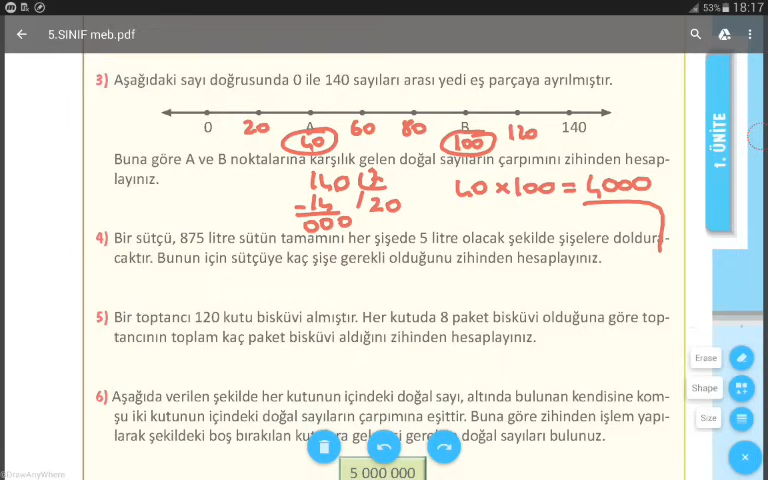 53% 18:17
5.SINIF meb.pdf
3) Aşağıdaki sayı doğrusunda 0 ile 140 sayıları arası yedi eş parçaya ayrılmıştır.
0 20 A 60 80 B 120 140
40 100
Buna göre A ve B noktalarına karşılık gelen doğal sayıların çarpımını zihinden hesap-
layınız.
140 7 40 x 100 = 4000
-14 20
000
4) Bir sütçü, 875 litre sütün tamamını her şişede 5 litre olacak şekilde şişelere doldura-
caktır. Bunun için sütçüye kaç şişe gerekli olduğunu zihinden hesaplayınız.
5) Bir toptancı 120 kutu bisküvi almıştır. Her kutuda 8 paket bisküvi olduğuna göre top-
tancının toplam kaç paket bisküvi aldığını zihinden hesaplayınız.
6) Aşağıda verilen şekilde her kutunun içindeki doğal sayı, altında bulunan kendisine kom-
şu iki kutunun içindeki doğal sayıların çarpımına eşittir. Buna göre zihinden işlem yapı-
larak şekildeki boş bırakılan doğal sayıları bulunuz.
5 000 000
1. ÜNİTE
Erase
Shape
Size
@DrawAnyWhere